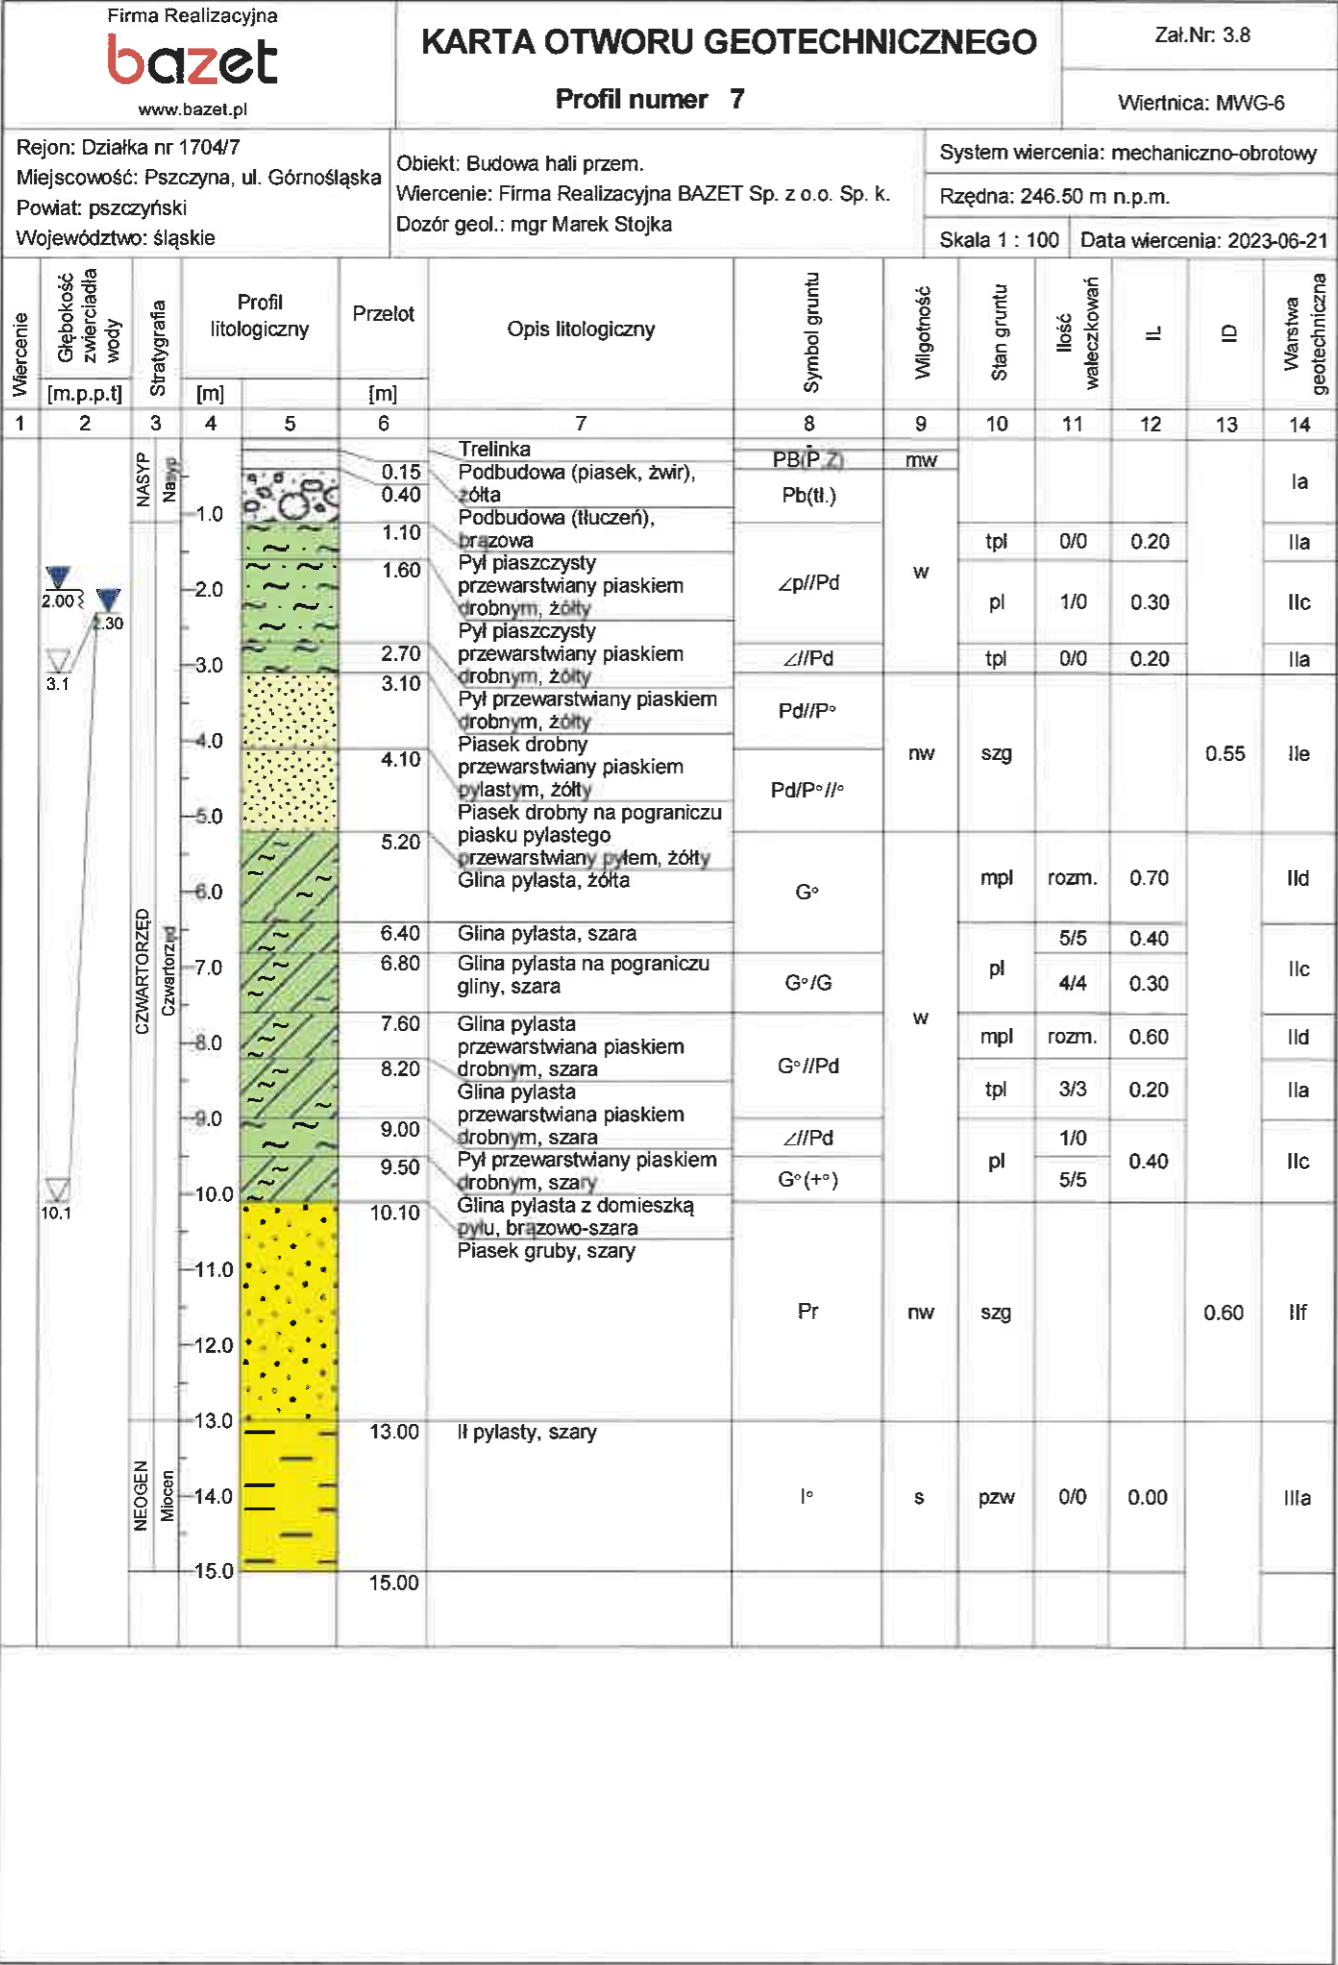 Firma Realizacyjna
bazet
www.bazet.pl
KARTA OTWORU GEOTECHNICZNEGO
Profil numer 7
Zał.Nr: 3.8
Wiertnica: MWG-6
Rejon: Działka nr 1704/7
Miejscowość: Pszczyna, ul. Górnośląska
Powiat: pszczyński
Województwo: śląskie
Obiekt: Budowa hali przem.
Wiercenie: Firma Realizacyjna BAZET Sp. z o.o. Sp. k.
Dozór geol.: mgr Marek Stojka
System wiercenia: mechaniczno-obrotowy
Rzędna: 246.50 m n.p.m.
Skala 1 : 100 Data wiercenia: 2023-06-21
Wiercenie
Głębokość zwierciadła wody
[m.p.p.t]
Stratygrafia
Profil litologiczny
[m]
Przelot
[m]
Opis litologiczny
Symbol gruntu
Wilgotność
Stan gruntu
Ilość wałeczkowań
IL
ID
Warstwa geotechniczna
1 2 3 4 5 6 7 8 9 10 11 12 13 14
NASYP
Nasyp
Trelinka
PB(P,Ż) mw
0.15 Podbudowa (piasek, żwir),
żółta
0.40
Pb(tł.)
Ia
1.0
Podbudowa (tłuczeń),
brązowa
1.10
tpl 0/0 0.20 IIa
1.60 Pył piaszczysty
przewarstwiany piaskiem
drobnym, żółty
∠p//Pd
w
2.0
2.00
2.30
pl 1/0 0.30 IIc
Pył piaszczysty
2.70 przewarstwiany piaskiem
drobnym, żółty
3.0
∠//Pd tpl 0/0 0.20 IIa
3.1
3.10 Pył przewarstwiany piaskiem
drobnym, żółty
Pd//P°
4.0
4.10 Piasek drobny
przewarstwiany piaskiem
pylastym, żółty
nw szg 0.55 IIe
Pd/P°//°
5.0
5.20 Piasek drobny na pograniczu
piasku pylastego
przewarstwiany pyłem, żółty
Glina pylasta, żółta
6.0
G° mpl rozm. 0.70 IId
6.40 Glina pylasta, szara
5/5 0.40
CZWARTORZĘD
Czwartorzęd
7.0
6.80 Glina pylasta na pograniczu
gliny, szara
G°/G pl 4/4 0.30 IIc
w
7.60 Glina pylasta
przewarstwiana piaskiem
drobnym, szara
8.0
mpl rozm. 0.60 IId
8.20
G°//Pd
Glina pylasta
przewarstwiana piaskiem
drobnym, szara
tpl 3/3 0.20 IIa
9.0
9.00
∠//Pd 1/0
9.50 Pył przewarstwiany piaskiem
drobnym, szary
pl 0.40 IIc
G°(+°) 5/5
10.0
10.1
10.10 Glina pylasta z domieszką
pyłu, brązowo-szara
Piasek gruby, szary
11.0
Pr nw szg 0.60 IIf
12.0
13.0
13.00 Ił pylasty, szary
NEOGEN
Miocen
14.0
I° s pzw 0/0 0.00 IIIa
15.0
15.00